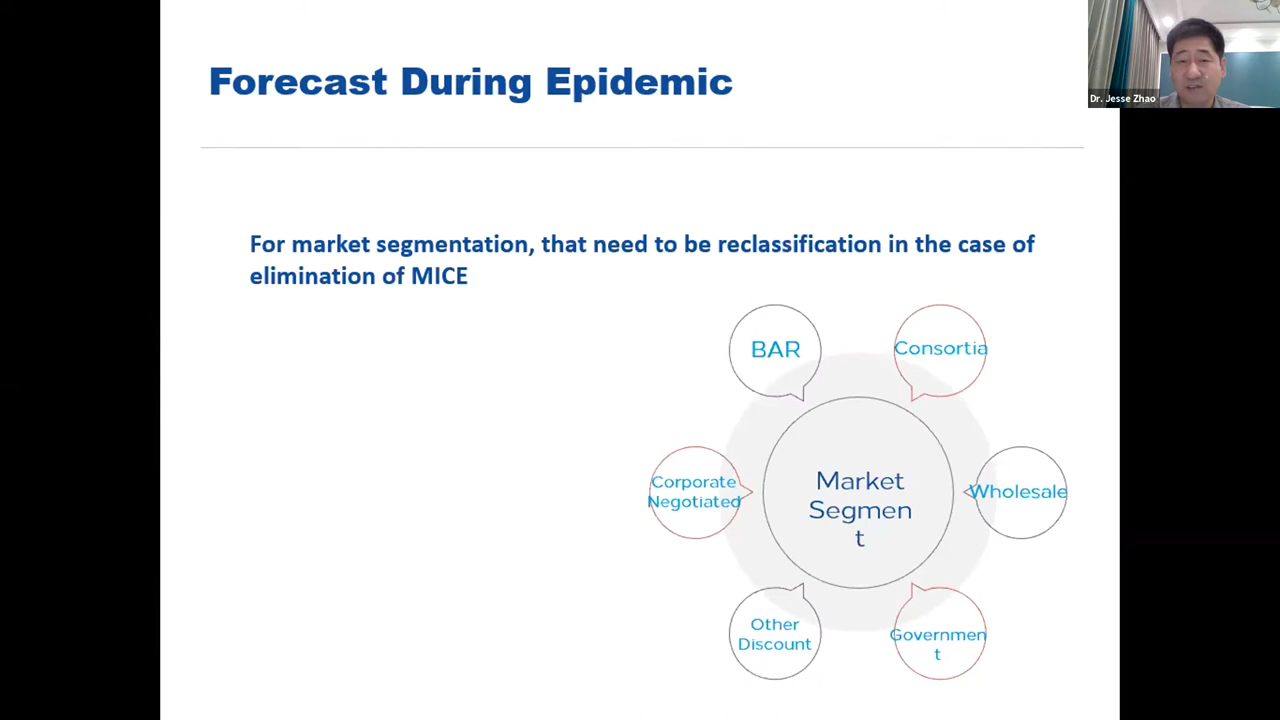 Forecast During Epidemic
Dr. Jesse Zhao
For market segmentation, that need to be reclassification in the case of
elimination of MICE
BAR
Consortia
Corporate
Negotiated
Market
Segmen
t
Wholesale
Other
Discount
Governmen
t